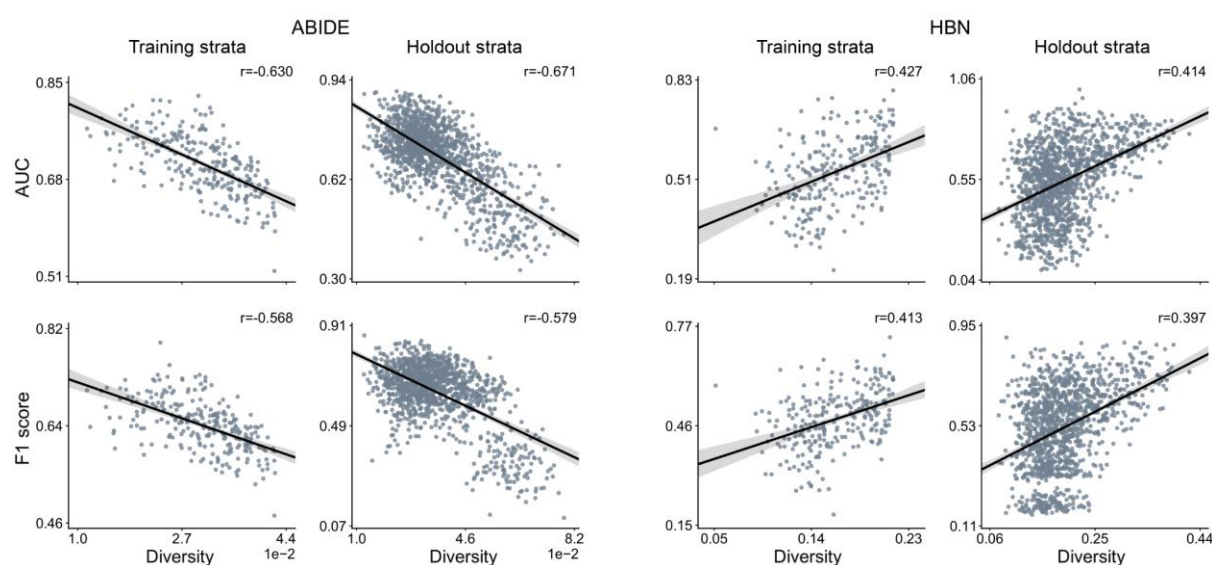 ABIDE
HBN
Training strata
Holdout strata
Training strata
Holdout strata
r=-0.630
r=-0.671
r=0.427
r=0.414
AUC
0.85
0.68
0.51
0.94
0.62
0.30
0.83
0.51
0.19
1.06
0.55
0.04
r=-0.568
r=-0.579
r=0.413
r=0.397
F1 score
0.82
0.64
0.46
0.91
0.49
0.07
0.77
0.46
0.15
0.95
0.53
0.11
1.0 2.7 4.4
1.0 4.6 8.2
0.05 0.14 0.23
0.06 0.25 0.44
Diversity 1e−2
Diversity 1e−2
Diversity
Diversity